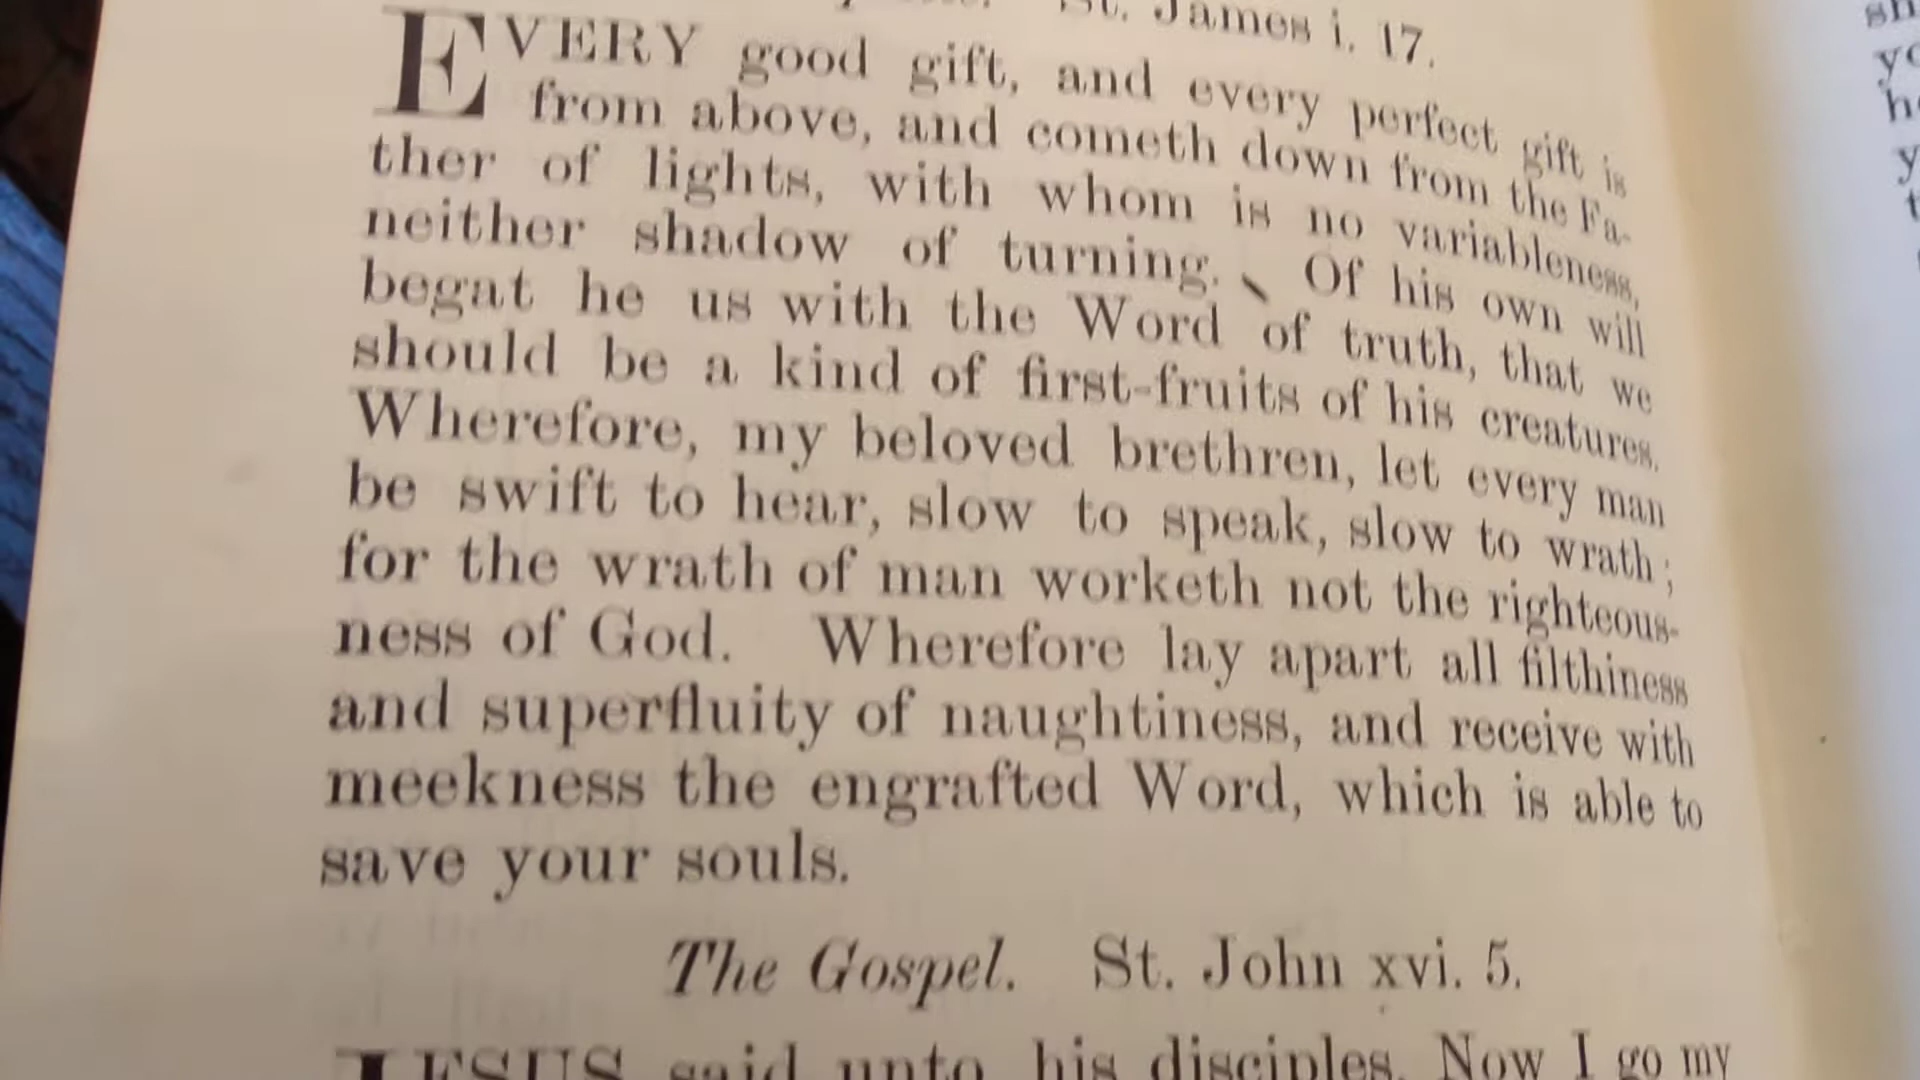 St. James i. 17.
EVERY good gift, and every perfect gift is
from above, and cometh down from the Fa-
ther of lights, with whom is no variableness,
neither shadow of turning. Of his own will
begat he us with the Word of truth, that we
should be a kind of first-fruits of his creatures.
Wherefore, my beloved brethren, let every man
be swift to hear, slow to speak, slow to wrath;
for the wrath of man worketh not the righteous-
ness of God. Wherefore lay apart all filthiness
and superfluity of naughtiness, and receive with
meekness the engrafted Word, which is able to
save your souls.
The Gospel. St. John xvi. 5.
JESUS said unto his disciples, Now I go my